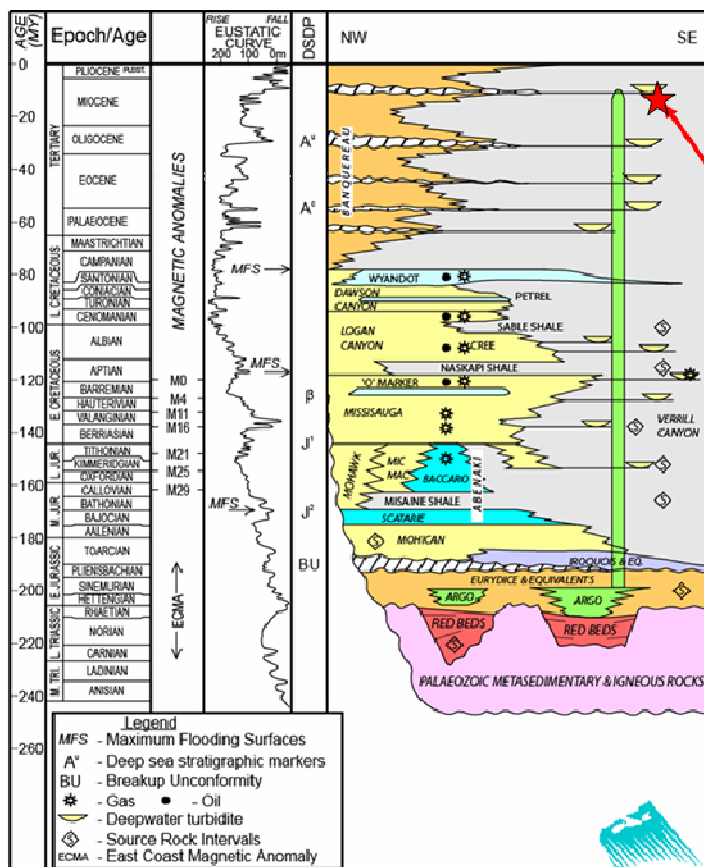 AGE (MY)
Epoch/Age
RISE FALL
EUSTATIC
CURVE
200 100 0m
DSDP
NW SE
0
20
40
60
80
100
120
140
160
180
200
220
240
260
TERTIARY
L. CRETACEOUS
E. CRETACEOUS
L. JUR.
M. JUR.
E. JURASSIC
L. TRIASSIC
M. TRI.
PLIOCENE PLEIST.
MIOCENE
OLIGOCENE
EOCENE
PALAEOCENE
MAASTRICHTIAN
CAMPANIAN
SANTONIAN
CONIACIAN
TURONIAN
CENOMANIAN
ALBIAN
APTIAN
BARREMIAN
HAUTERIVIAN
VALANGINIAN
BERRIASIAN
TITHONIAN
KIMMERIDGIAN
OXFORDIAN
CALLOVIAN
BATHONIAN
BAJOCIAN
AALENIAN
TOARCIAN
PLIENSBACHIAN
SINEMURIAN
HETTENGIAN
RHAETIAN
NORIAN
CARNIAN
LADINIAN
ANISIAN
MAGNETIC ANOMALIES
M0
M4
M11
M16
M21
M25
M29
ECMA
MFS
MFS
MFS
Aᵘ
β
J¹
J²
BU
BANQUEREAU
WYANDOT
DAWSON
CANYON
PETREL
LOGAN
CANYON
SABLE SHALE
CREE
NASKAPI SHALE
'O' MARKER
MISSISAUGA
VERRILL
CANYON
MOHAWK
MIC
MAC
BACCARO
ABENAKI
MISAINE SHALE
SCATARIE
MOHICAN
IROQUOIS & EQ.
EURYDICE & EQUIVALENTS
ARGO
ARGO
RED BEDS
RED BEDS
PALAEOZOIC METASEDIMENTARY & IGNEOUS ROCKS
S
S
S
S
S
S
S
S
Legend
MFS - Maximum Flooding Surfaces
Aᵘ - Deep sea stratigraphic markers
BU - Breakup Unconformity
- Gas - Oil
- Deepwater turbidite
S - Source Rock Intervals
ECMA - East Coast Magnetic Anomaly